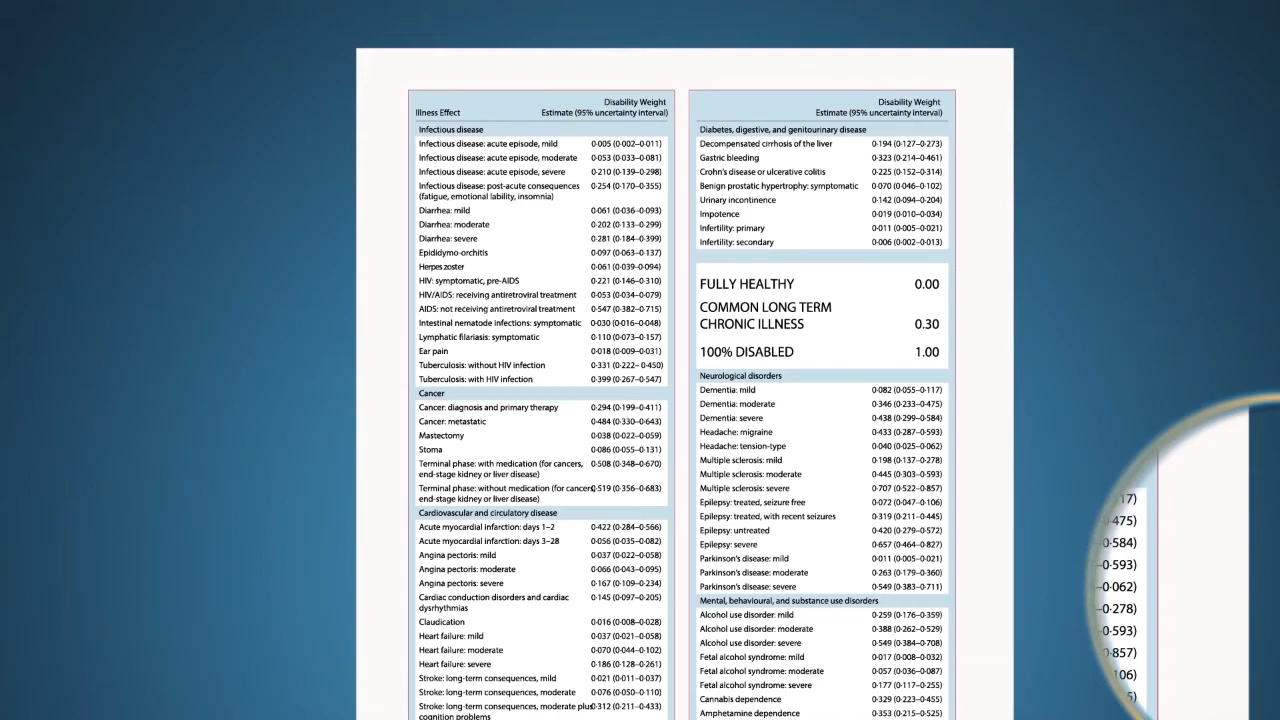 Disability Weight
Illness Effect Estimate (95% uncertainty interval)
Infectious disease
Infectious disease: acute episode, mild 0·005 (0·002–0·011)
Infectious disease: acute episode, moderate 0·053 (0·033–0·081)
Infectious disease: acute episode, severe 0·210 (0·139–0·298)
Infectious disease: post-acute consequences 0·254 (0·170–0·355)
(fatigue, emotional lability, insomnia)
Diarrhea: mild 0·061 (0·036–0·093)
Diarrhea: moderate 0·202 (0·133–0·299)
Diarrhea: severe 0·281 (0·184–0·399)
Epididymo-orchitis 0·097 (0·063–0·137)
Herpes zoster 0·061 (0·039-0·094)
HIV: symptomatic, pre-AIDS 0·221 (0·146–0·310)
HIV/AIDS: receiving antiretroviral treatment 0·053 (0·034–0·079)
AIDS: not receiving antiretroviral treatment 0·547 (0·382–0·715)
Intestinal nematode infections: symptomatic 0·030 (0·016–0·048)
Lymphatic filariasis: symptomatic 0·110 (0·073–0·157)
Ear pain 0·018 (0·009–0·031)
Tuberculosis: without HIV infection 0·331 (0·222– 0·450)
Tuberculosis: with HIV infection 0·399 (0·267–0·547)
Cancer
Cancer: diagnosis and primary therapy 0·294 (0·199–0·411)
Cancer: metastatic 0·484 (0·330–0·643)
Mastectomy 0·038 (0·022–0·059)
Stoma 0·086 (0·055–0·131)
Terminal phase: with medication (for cancers, 0·508 (0·348–0·670)
end-stage kidney or liver disease)
Terminal phase: without medication (for cancers, 0·519 (0·356–0·683)
end-stage kidney or liver disease)
Cardiovascular and circulatory disease
Acute myocardial infarction: days 1–2 0·422 (0·284–0·566)
Acute myocardial infarction: days 3–28 0·056 (0·035–0·082)
Angina pectoris: mild 0·037 (0·022–0·058)
Angina pectoris: moderate 0·066 (0·043–0·095)
Angina pectoris: severe 0·167 (0·109–0·234)
Cardiac conduction disorders and cardiac 0·145 (0·097–0·205)
dysrhythmias
Claudication 0·016 (0·008–0·028)
Heart failure: mild 0·037 (0·021–0·058)
Heart failure: moderate 0·070 (0·044–0·102)
Heart failure: severe 0·186 (0·128–0·261)
Stroke: long-term consequences, mild 0·021 (0·011–0·037)
Stroke: long-term consequences, moderate 0·076 (0·050–0·110)
Stroke: long-term consequences, moderate plus 0·312 (0·211–0·433)
cognition problems
Disability Weight
Estimate (95% uncertainty interval)
Diabetes, digestive, and genitourinary disease
Decompensated cirrhosis of the liver 0·194 (0·127–0·273)
Gastric bleeding 0·323 (0·214–0·461)
Crohn's disease or ulcerative colitis 0·225 (0·152–0·314)
Benign prostatic hypertrophy: symptomatic 0·070 (0·046–0·102)
Urinary incontinence 0·142 (0·094–0·204)
Impotence 0·019 (0·010–0·034)
Infertility: primary 0·011 (0·005–0·021)
Infertility: secondary 0·006 (0·002–0·013)
FULLY HEALTHY 0.00
COMMON LONG TERM
CHRONIC ILLNESS 0.30
100% DISABLED 1.00
Neurological disorders
Dementia: mild 0·082 (0·055–0·117)
Dementia: moderate 0·346 (0·233–0·475)
Dementia: severe 0·438 (0·299–0·584)
Headache: migraine 0·433 (0·287–0·593)
Headache: tension-type 0·040 (0·025–0·062)
Multiple sclerosis: mild 0·198 (0·137–0·278)
Multiple sclerosis: moderate 0·445 (0·303–0·593)
Multiple sclerosis: severe 0·707 (0·522–0·857)
Epilepsy: treated, seizure free 0·072 (0·047–0·106)
Epilepsy: treated, with recent seizures 0·319 (0·211–0·445)
Epilepsy: untreated 0·420 (0·279–0·572)
Epilepsy: severe 0·657 (0·464–0·827)
Parkinson's disease: mild 0·011 (0·005–0·021)
Parkinson's disease: moderate 0·263 (0·179–0·360)
Parkinson's disease: severe 0·549 (0·383–0·711)
Mental, behavioural, and substance use disorders
Alcohol use disorder: mild 0·259 (0·176–0·359)
Alcohol use disorder: moderate 0·388 (0·262–0·529)
Alcohol use disorder: severe 0·549 (0·384–0·708)
Fetal alcohol syndrome: mild 0·017 (0·008–0·032)
Fetal alcohol syndrome: moderate 0·057 (0·036–0·087)
Fetal alcohol syndrome: severe 0·177 (0·117–0·255)
Cannabis dependence 0·329 (0·223–0·455)
Amphetamine dependence 0·353 (0·215–0·525)
17)
475)
–0·584)
–0·593)
–0·062)
–0·278)
0·593)
0·857)
106)